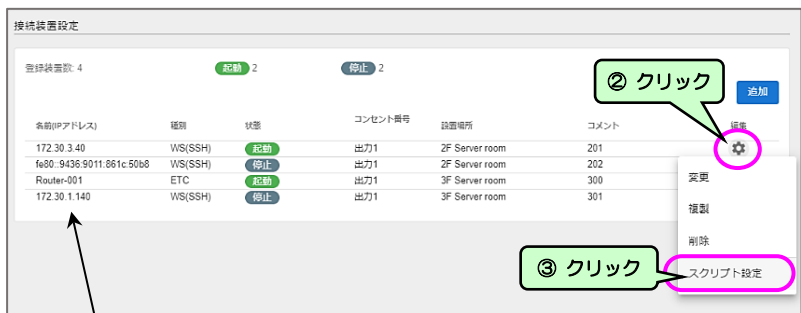 接続装置設定
登録装置数: 4 起動 2 停止 2
② クリック
追加
名前(IPアドレス) 種別 状態 コンセント番号 設置場所 コメント 編集
172.30.3.40 WS(SSH) 起動 出力1 2F Server room 201
fe80::9436:9011:861c:50b8 WS(SSH) 停止 出力1 2F Server room 202
Router-001 ETC 起動 出力1 3F Server room 300
172.30.1.140 WS(SSH) 停止 出力1 3F Server room 301
変更
複製
削除
③ クリック
スクリプト設定